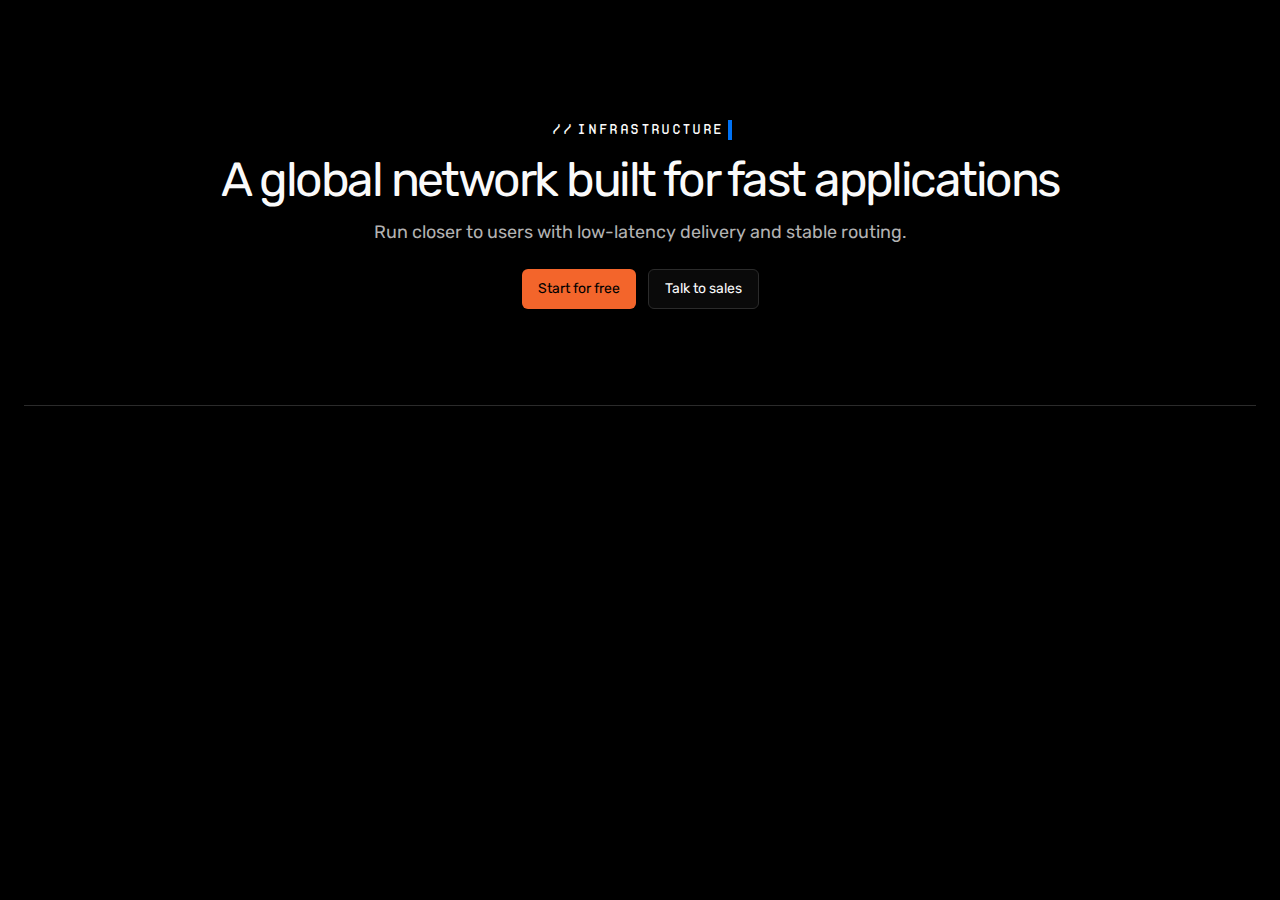 // INFRASTRUCTURE
A global network built for fast applications
Run closer to users with low-latency delivery and stable routing.
Start for free
Talk to sales